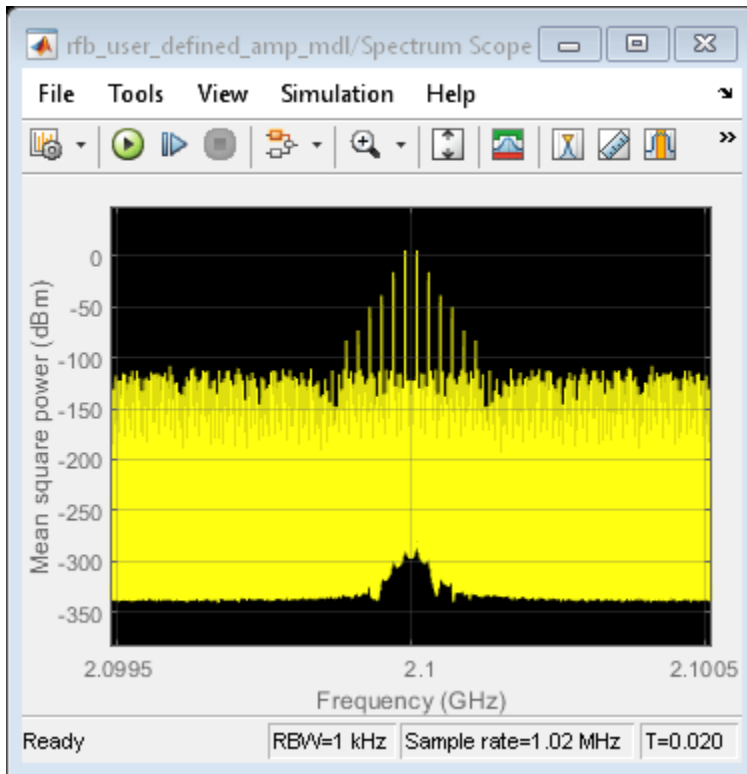 rfb_user_defined_amp_mdl/Spectrum Scope
File Tools View Simulation Help
0
-50
-100
-150
-200
-250
-300
-350
Mean square power (dBm)
2.0995 2.1 2.1005
Frequency (GHz)
Ready RBW=1 kHz Sample rate=1.02 MHz T=0.020